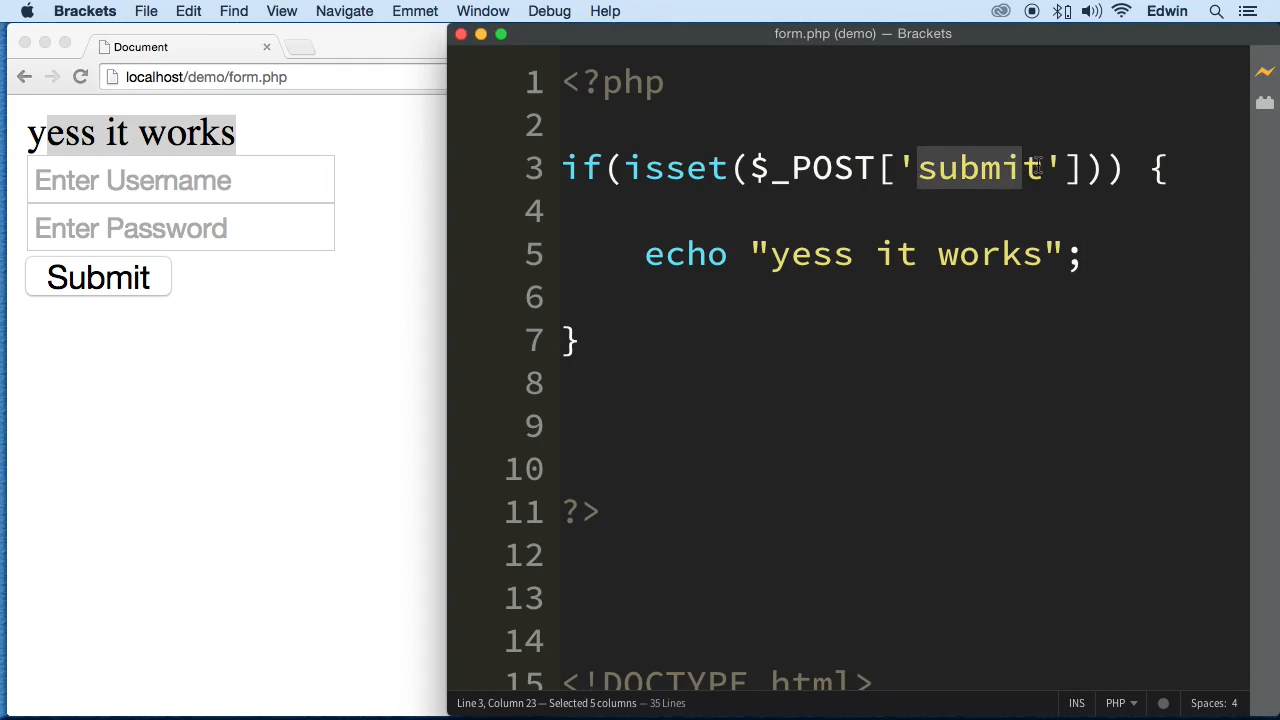 Brackets File Edit Find View Navigate Emmet Window Debug Help Edwin
Document
localhost/demo/form.php
yess it works
Enter Username
Enter Password
Submit
form.php (demo) — Brackets
1 <?php
2
3 if(isset($_POST['submit'])) {
4
5 echo "yess it works";
6
7 }
8
9
10
11 ?>
12
13
14
15 <!DOCTYPE html>
Line 3, Column 23 — Selected 5 columns — 35 Lines INS PHP Spaces: 4